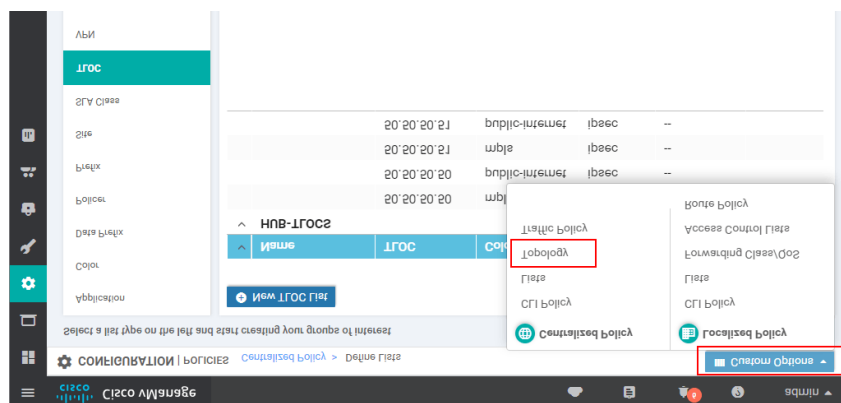 Cisco vManage
cisco
6
admin
CONFIGURATION | POLICIES Centralized Policy > Define Lists
Custom Options
Select a list type on the left and start creating your groups of interest
Centralized Policy
CLI Policy
Lists
Topology
Traffic Policy
Localized Policy
CLI Policy
Lists
Forwarding Class/QoS
Access Control Lists
Route Policy
Application
Color
Data Prefix
Policer
Prefix
Site
SLA Class
TLOC
VPN
New TLOC List
Name TLOC
HUB-TLOCS
50.50.50.50
50.50.50.50 public-internet ipsec --
50.50.50.51 mpls ipsec --
50.50.50.51 public-internet ipsec --